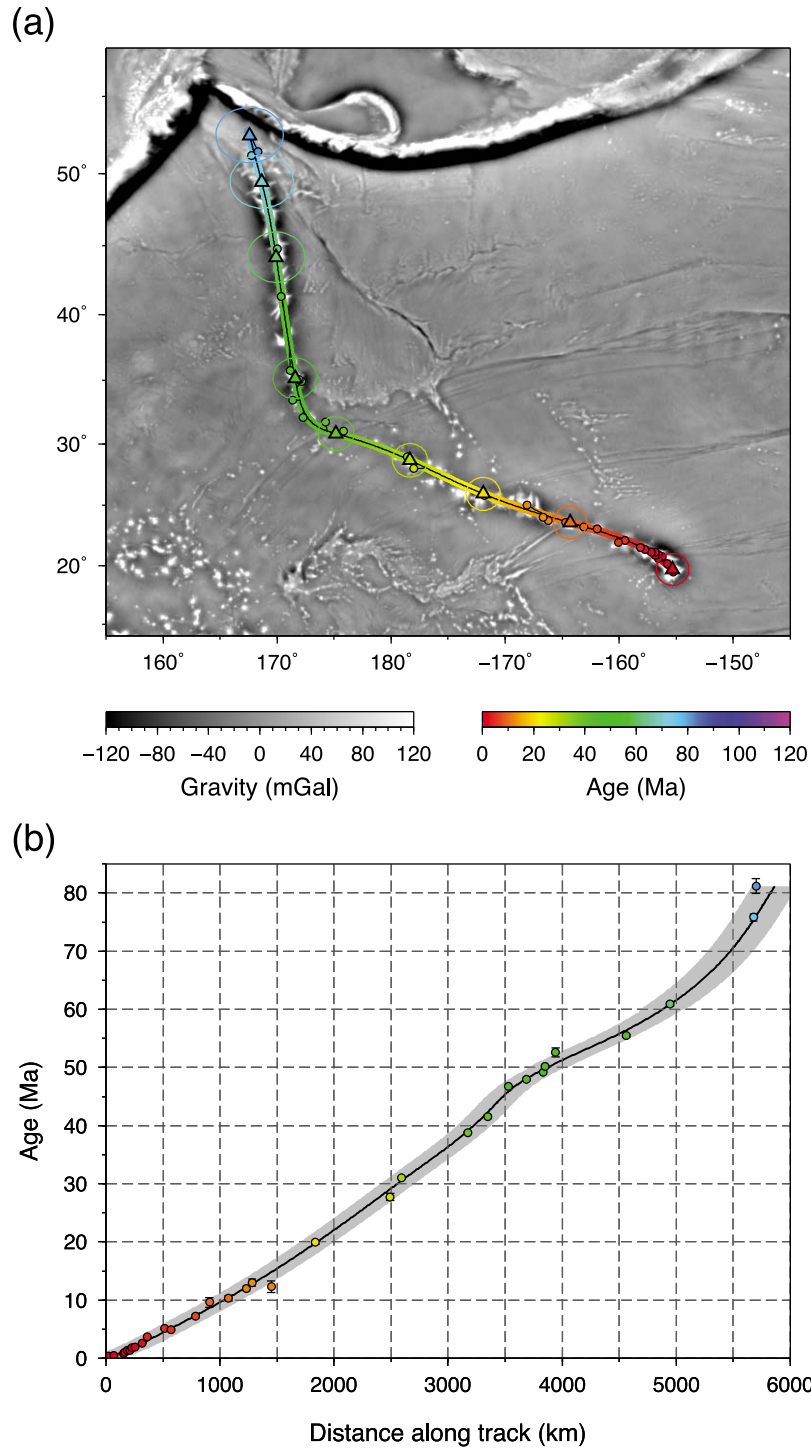 (a)
50°
40°
30°
20°
160° 170° 180° −170° −160° −150°
−120 −80 −40 0 40 80 120
Gravity (mGal)
0 20 40 60 80 100 120
Age (Ma)
(b)
80
70
60
50
40
30
20
10
0
Age (Ma)
0 1000 2000 3000 4000 5000 6000
Distance along track (km)